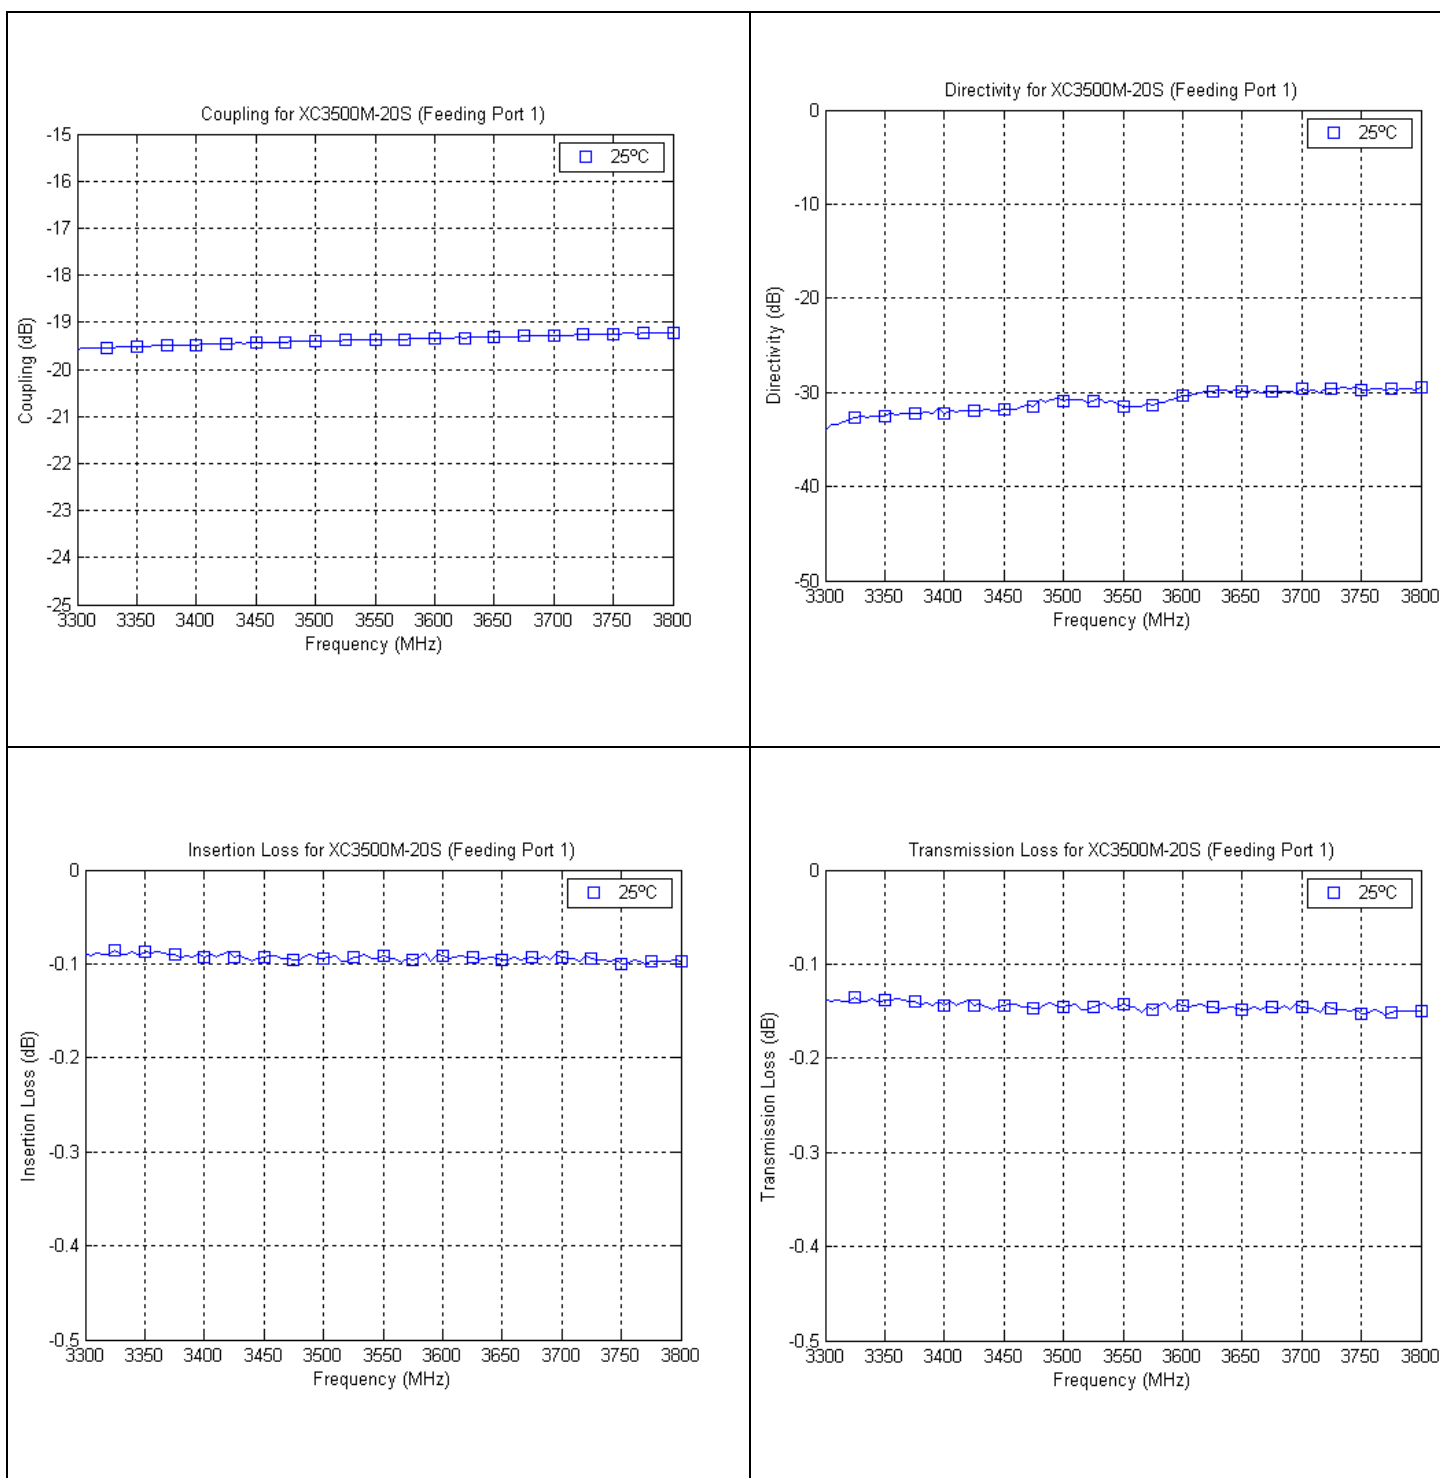 Coupling for XC3500M-20S (Feeding Port 1)
25°C
Coupling (dB)
-15
-16
-17
-18
-19
-20
-21
-22
-23
-24
-25
3300 3350 3400 3450 3500 3550 3600 3650 3700 3750 3800
Frequency (MHz)
Directivity for XC3500M-20S (Feeding Port 1)
25°C
Directivity (dB)
0
-10
-20
-30
-40
-50
3300 3350 3400 3450 3500 3550 3600 3650 3700 3750 3800
Frequency (MHz)
Insertion Loss for XC3500M-20S (Feeding Port 1)
25°C
Insertion Loss (dB)
0
-0.1
-0.2
-0.3
-0.4
-0.5
3300 3350 3400 3450 3500 3550 3600 3650 3700 3750 3800
Frequency (MHz)
Transmission Loss for XC3500M-20S (Feeding Port 1)
25°C
Transmission Loss (dB)
0
-0.1
-0.2
-0.3
-0.4
-0.5
3300 3350 3400 3450 3500 3550 3600 3650 3700 3750 3800
Frequency (MHz)